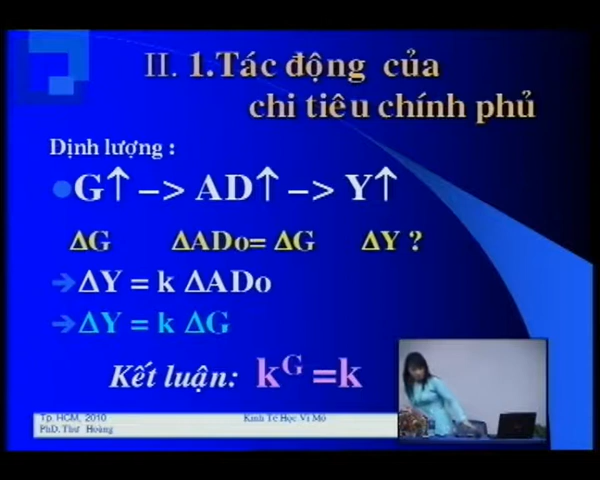 II. 1.Tác động của
chi tiêu chính phủ
Định lượng :
G↑ –> AD↑ –> Y↑
ΔG ΔADo= ΔG ΔY ?
➔ ΔY = k ΔADo
➔ ΔY = k ΔG
Kết luận: kᴳ =k
Tp. HCM, 2010 Kinh Tế Học Vĩ Mô
PhD. Thư Hoàng